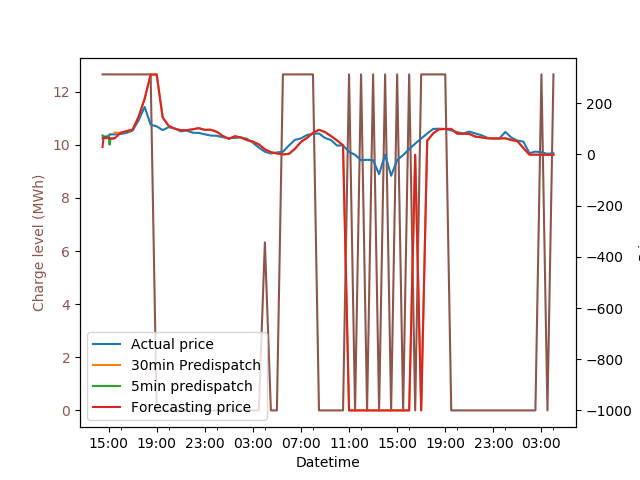 12
10
8
6
4
2
0
Charge level (MWh)
200
0
−200
−400
−600
−800
−1000
Actual price
30min Predispatch
5min predispatch
Forecasting price
15:00 19:00 23:00 03:00 07:00 11:00 15:00 19:00 23:00 03:00
Datetime